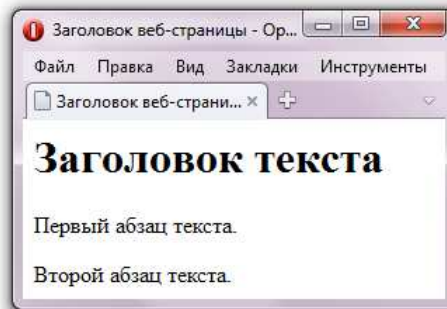 Заголовок веб-страницы - Op...
Файл Правка Вид Закладки Инструменты
Заголовок веб-страни...
Заголовок текста
Первый абзац текста.
Второй абзац текста.